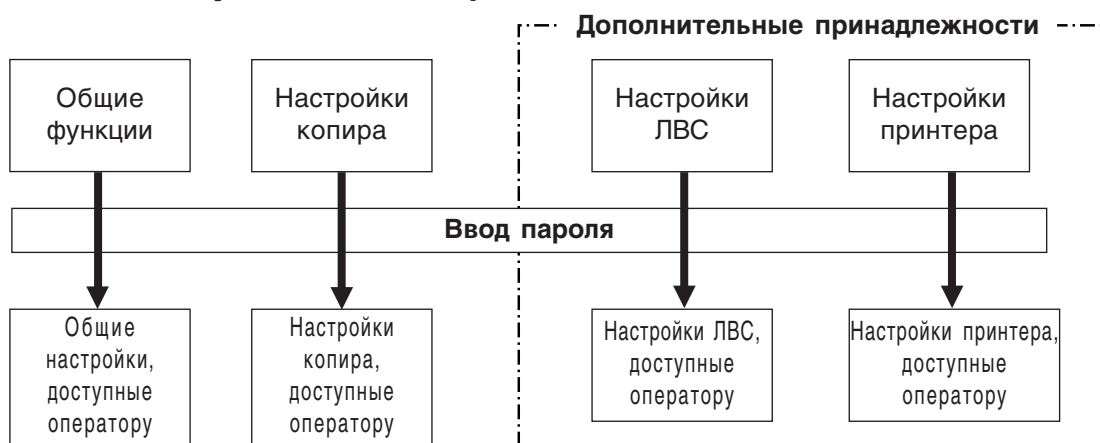 Дополнительные принадлежности
Общие
функции
Настройки
копира
Настройки
ЛВС
Настройки
принтера
Ввод пароля
Общие
настройки,
доступные
оператору
Настройки
копира,
доступные
оператору
Настройки ЛВС,
доступные
оператору
Настройки принтера,
доступные
оператору